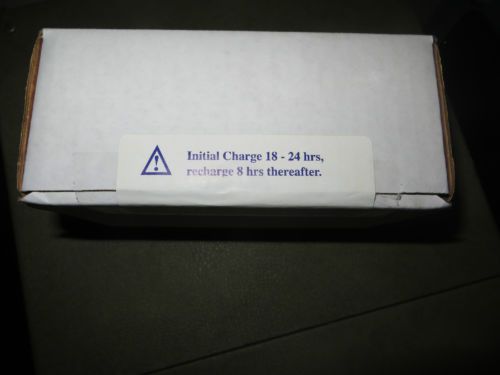 Initial Charge 18 - 24 hrs,
recharge 8 hrs thereafter.